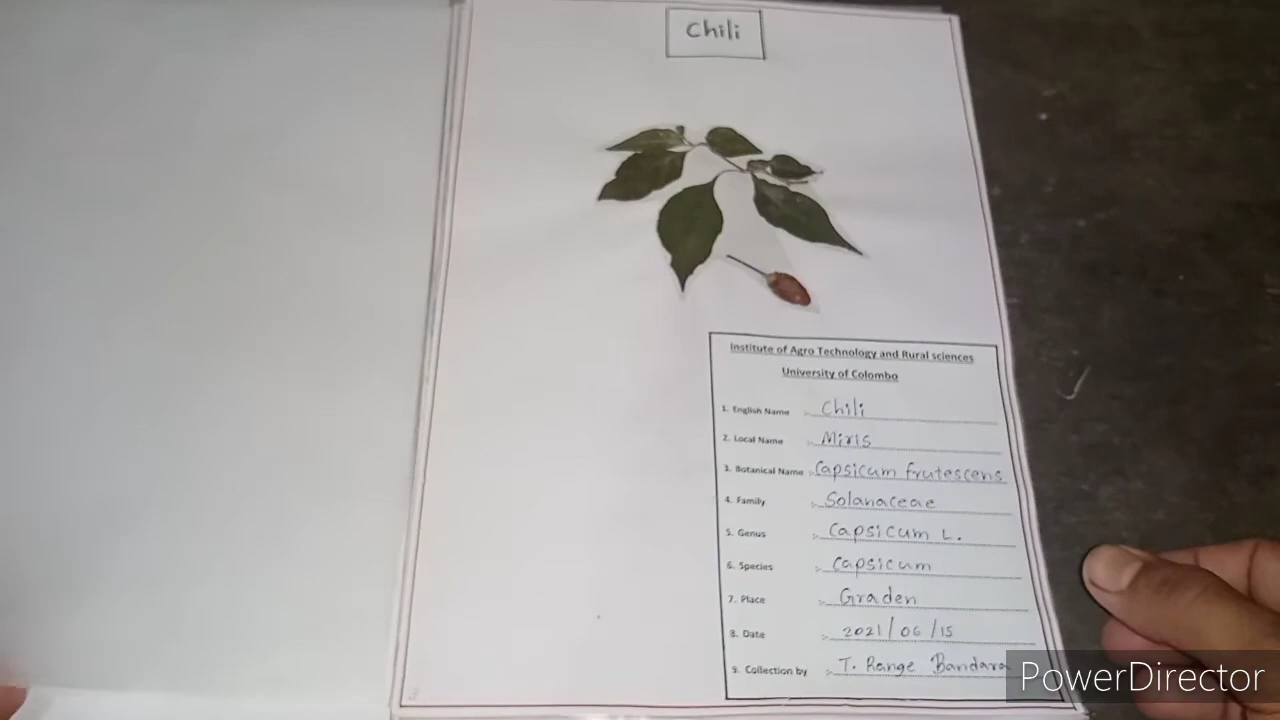 Chili
Institute of Agro Technology and Rural sciences
University of Colombo
1. English Name :- Chili
2. Local Name :- Miris
3. Botanical Name :- Capsicum frutescens
4. Family :- Solanaceae
5. Genus :- Capsicum L.
6. Species :- Capsicum
7. Place :- Graden
8. Date :- 2021/06/15
9. Collection by :- T. Range Bandara
PowerDirector